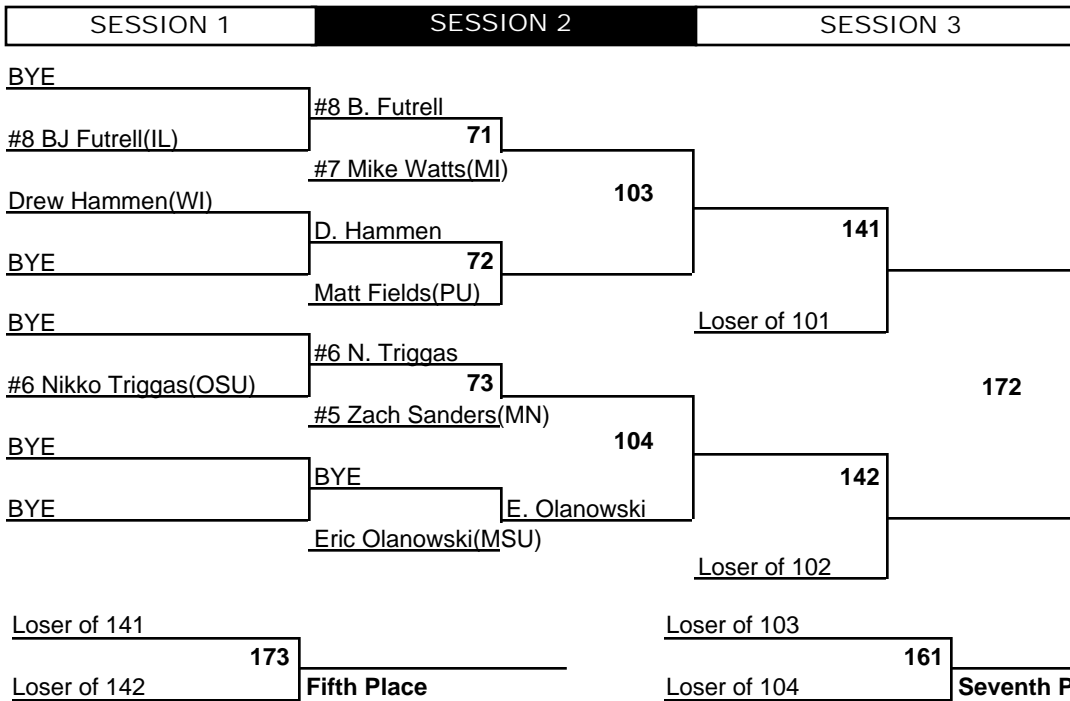 SESSION 1 SESSION 2 SESSION 3
BYE
#8 B. Futrell
#8 BJ Futrell(IL)
71
#7 Mike Watts(MI)
103
Drew Hammen(WI)
D. Hammen
141
BYE
72
Matt Fields(PU)
BYE
Loser of 101
#6 N. Triggas
#6 Nikko Triggas(OSU)
73
172
#5 Zach Sanders(MN)
BYE
104
BYE
142
BYE
E. Olanowski
Eric Olanowski(MSU)
Loser of 102
Loser of 141
Loser of 103
173
161
Loser of 142
Fifth Place
Loser of 104
Seventh P